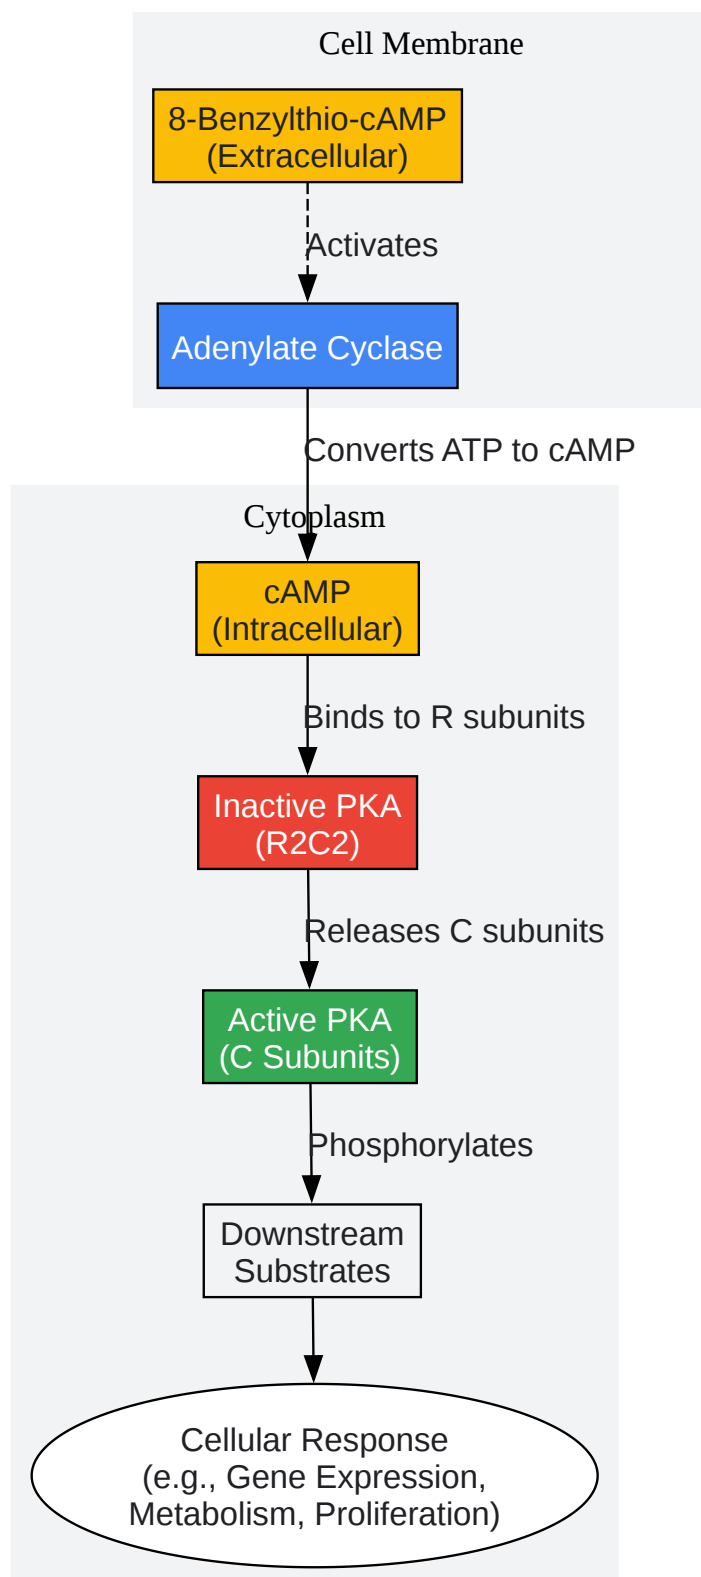 Cell Membrane
8-Benzylthio-cAMP
(Extracellular)
Activates
Adenylate Cyclase
Converts ATP to cAMP
Cytoplasm
cAMP
(Intracellular)
Binds to R subunits
Inactive PKA
(R2C2)
Releases C subunits
Active PKA
(C Subunits)
Phosphorylates
Downstream
Substrates
Cellular Response
(e.g., Gene Expression,
Metabolism, Proliferation)